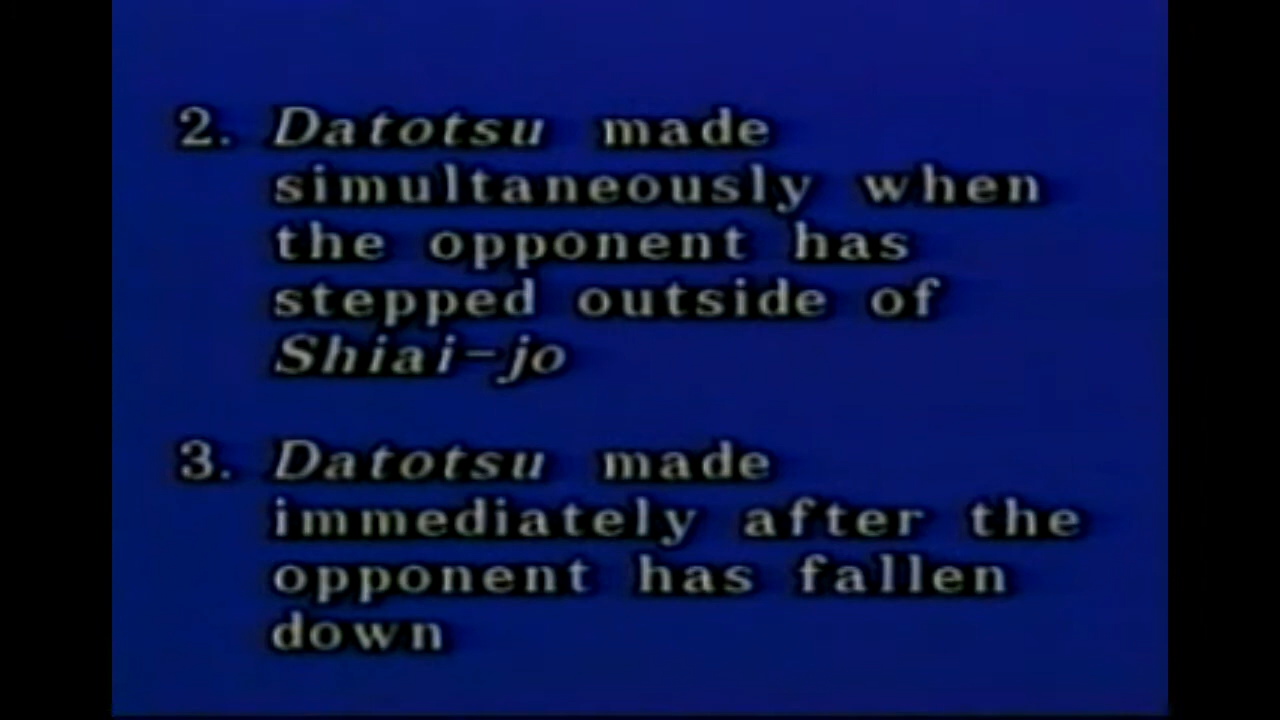 2. Datotsu made
simultaneously when
the opponent has
stepped outside of
Shiai-jo
3. Datotsu made
immediately after the
opponent has fallen
down